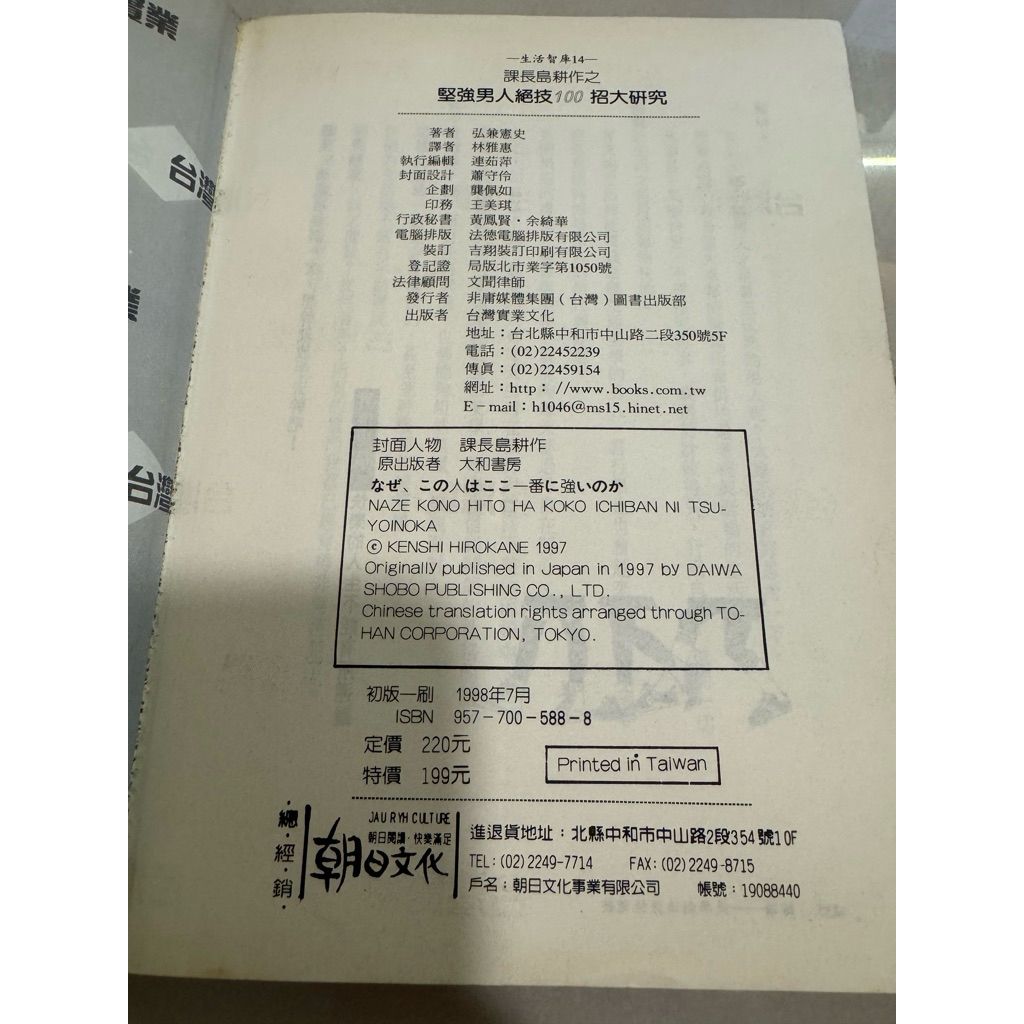 實業
台灣
業
台灣
—生活智庫14—
課長島耕作之
堅強男人絕技100 招大研究
著者 弘兼憲史
譯者 林雅惠
執行編輯 連茹萍
封面設計 蕭守伶
企劃 龔佩如
印務 王美琪
行政秘書 黃鳳賢・余綺華
電腦排版 法德電腦排版有限公司
裝訂 吉翔裝訂印刷有限公司
登記證 局版北市業字第1050號
法律顧問 文聞律師
發行者 非庸媒體集團（台灣）圖書出版部
出版者 台灣實業文化
地址：台北縣中和市中山路二段350號5F
電話：(02)22452239
傳眞：(02)22459154
網址：http：//www.books.com.tw
E－mail：h1046@ms15.hinet.net
封面人物 課長島耕作
原出版者 大和書房
なぜ、この人はここ一番に強いのか
NAZE KONO HITO HA KOKO ICHIBAN NI TSU-
YOINOKA
© KENSHI HIROKANE 1997
Originally published in Japan in 1997 by DAIWA
SHOBO PUBLISHING CO., LTD.
Chinese translation rights arranged through TO-
HAN CORPORATION, TOKYO.
初版一刷 1998年7月
ISBN 957－700－588－8
定價 220元
特價 199元
Printed in Taiwan
總・經・銷・
JAU RYH CULTURE
朝日閱讀・快樂滿足
朝日文化
進退貨地址：北縣中和市中山路2段354號10F
TEL:(02)2249-7714 FAX:(02)2249-8715
戶名：朝日文化事業有限公司 帳號：19088440